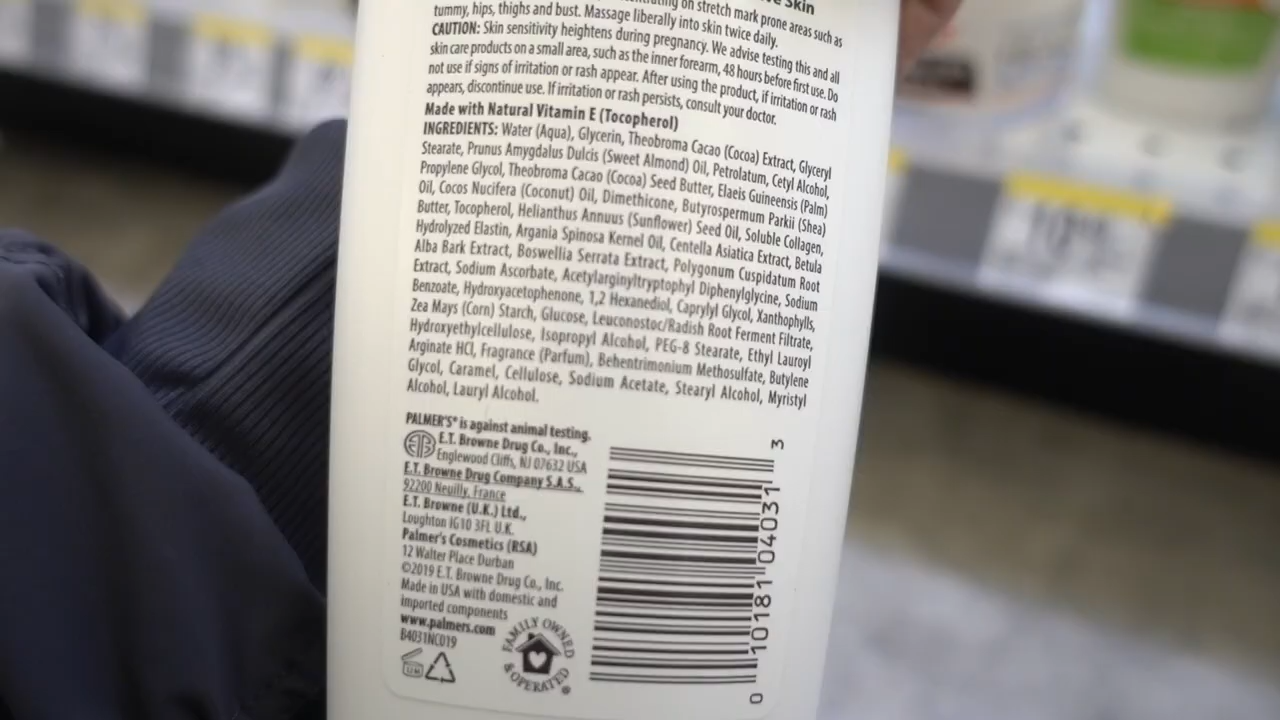 Skin
on stretch mark prone areas such as
tummy, hips, thighs and bust. Massage liberally into skin twice daily.
CAUTION: Skin sensitivity heightens during pregnancy. We advise testing this and all
skin care products on a small area, such as the inner forearm, 48 hours before first use. Do
not use if signs of irritation or rash appear. After using the product, if irritation or rash
appears, discontinue use. If irritation or rash persists, consult your doctor.
Made with Natural Vitamin E (Tocopherol)
INGREDIENTS: Water (Aqua), Glycerin, Theobroma Cacao (Cocoa) Extract, Glyceryl
Stearate, Prunus Amygdalus Dulcis (Sweet Almond) Oil, Petrolatum, Cetyl Alcohol,
Propylene Glycol, Theobroma Cacao (Cocoa) Seed Butter, Elaeis Guineensis (Palm)
Oil, Cocos Nucifera (Coconut) Oil, Dimethicone, Butyrospermum Parkii (Shea)
Butter, Tocopherol, Helianthus Annuus (Sunflower) Seed Oil, Soluble Collagen,
Hydrolyzed Elastin, Argania Spinosa Kernel Oil, Centella Asiatica Extract, Betula
Alba Bark Extract, Boswellia Serrata Extract, Polygonum Cuspidatum Root
Extract, Sodium Ascorbate, Acetylarginyltryptophyl Diphenylglycine, Sodium
Benzoate, Hydroxyacetophenone, 1,2 Hexanediol, Caprylyl Glycol, Xanthophylls,
Zea Mays (Corn) Starch, Glucose, Leuconostoc/Radish Root Ferment Filtrate,
Hydroxyethylcellulose, Isopropyl Alcohol, PEG-8 Stearate, Ethyl Lauroyl
Arginate HCl, Fragrance (Parfum), Behentrimonium Methosulfate, Butylene
Glycol, Caramel, Cellulose, Sodium Acetate, Stearyl Alcohol, Myristyl
Alcohol, Lauryl Alcohol.
PALMER'S® is against animal testing.
E.T. Browne Drug Co., Inc.,
Englewood Cliffs, NJ 07632 USA
E.T. Browne Drug Company S.A.S.,
92200 Neuilly, France
E.T. Browne (U.K.) Ltd.,
Loughton IG10 3FL U.K.
Palmer's Cosmetics (RSA)
12 Walter Place Durban
©2019 E.T. Browne Drug Co., Inc.
Made in USA with domestic and
imported components
www.palmers.com
B4031NC019
FAMILY OWNED
& OPERATED®
0 10181 04031 3